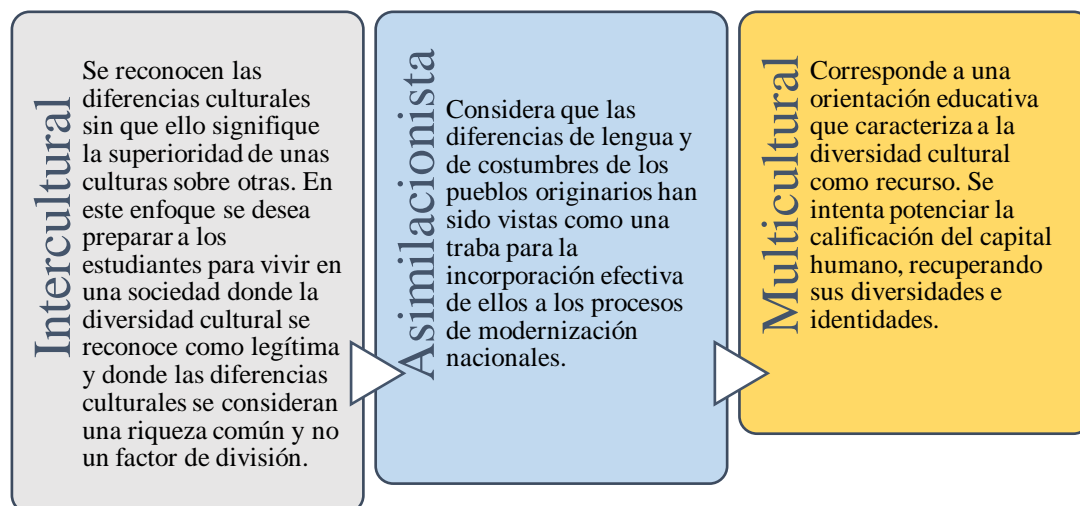 Intercultural
Se reconocen las
diferencias culturales
sin que ello signifique
la superioridad de unas
culturas sobre otras. En
este enfoque se desea
preparar a los
estudiantes para vivir en
una sociedad donde la
diversidad cultural se
reconoce como legítima
y donde las diferencias
culturales se consideran
una riqueza común y no
un factor de división.
Asimilacionista
Considera que las
diferencias de lengua y
de costumbres de los
pueblos originarios han
sido vistas como una
traba para la
incorporación efectiva
de ellos a los procesos
de modernización
nacionales.
Multicultural
Corresponde a una
orientación educativa
que caracteriza a la
diversidad cultural
como recurso. Se
intenta potenciar la
calificación del capital
humano, recuperando
sus diversidades e
identidades.